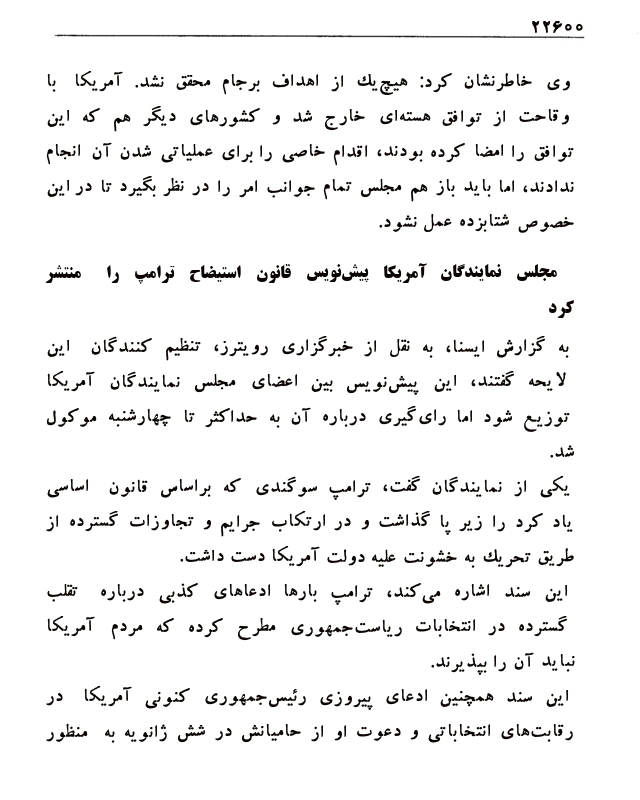 ۲۲۶۰۰
وی خاطرنشان کرد: هیچ‌یك از اهداف برجام محقق نشد. آمریکا با
وقاحت از توافق هسته‌ای خارج شد و کشورهای دیگر هم که این
توافق را امضا کرده بودند، اقدام خاصی را برای عملیاتی شدن آن انجام
ندادند، اما باید باز هم مجلس تمام جوانب امر را در نظر بگیرد تا در این
خصوص شتابزده عمل نشود.
مجلس نمایندگان آمریکا پیش‌نویس قانون استیضاح ترامپ را منتشر
کرد
به گزارش ایسنا، به نقل از خبرگزاری رویترز، تنظیم کنندگان این
لایحه گفتند، این پیش‌نویس بین اعضای مجلس نمایندگان آمریکا
توزیع شود اما رای‌گیری درباره آن به حداکثر تا چهارشنبه موکول
شد.
یکی از نمایندگان گفت، ترامپ سوگندی که براساس قانون اساسی
یاد کرد را زیر پا گذاشت و در ارتکاب جرایم و تجاوزات گسترده از
طریق تحریك به خشونت علیه دولت آمریکا دست داشت.
این سند اشاره می‌کند، ترامپ بارها ادعاهای کذبی درباره تقلب
گسترده در انتخابات ریاست‌جمهوری مطرح کرده که مردم آمریکا
نباید آن را بپذیرند.
این سند همچنین ادعای پیروزی رئیس‌جمهوری کنونی آمریکا در
رقابت‌های انتخاباتی و دعوت او از حامیانش در شش ژانویه به منظور